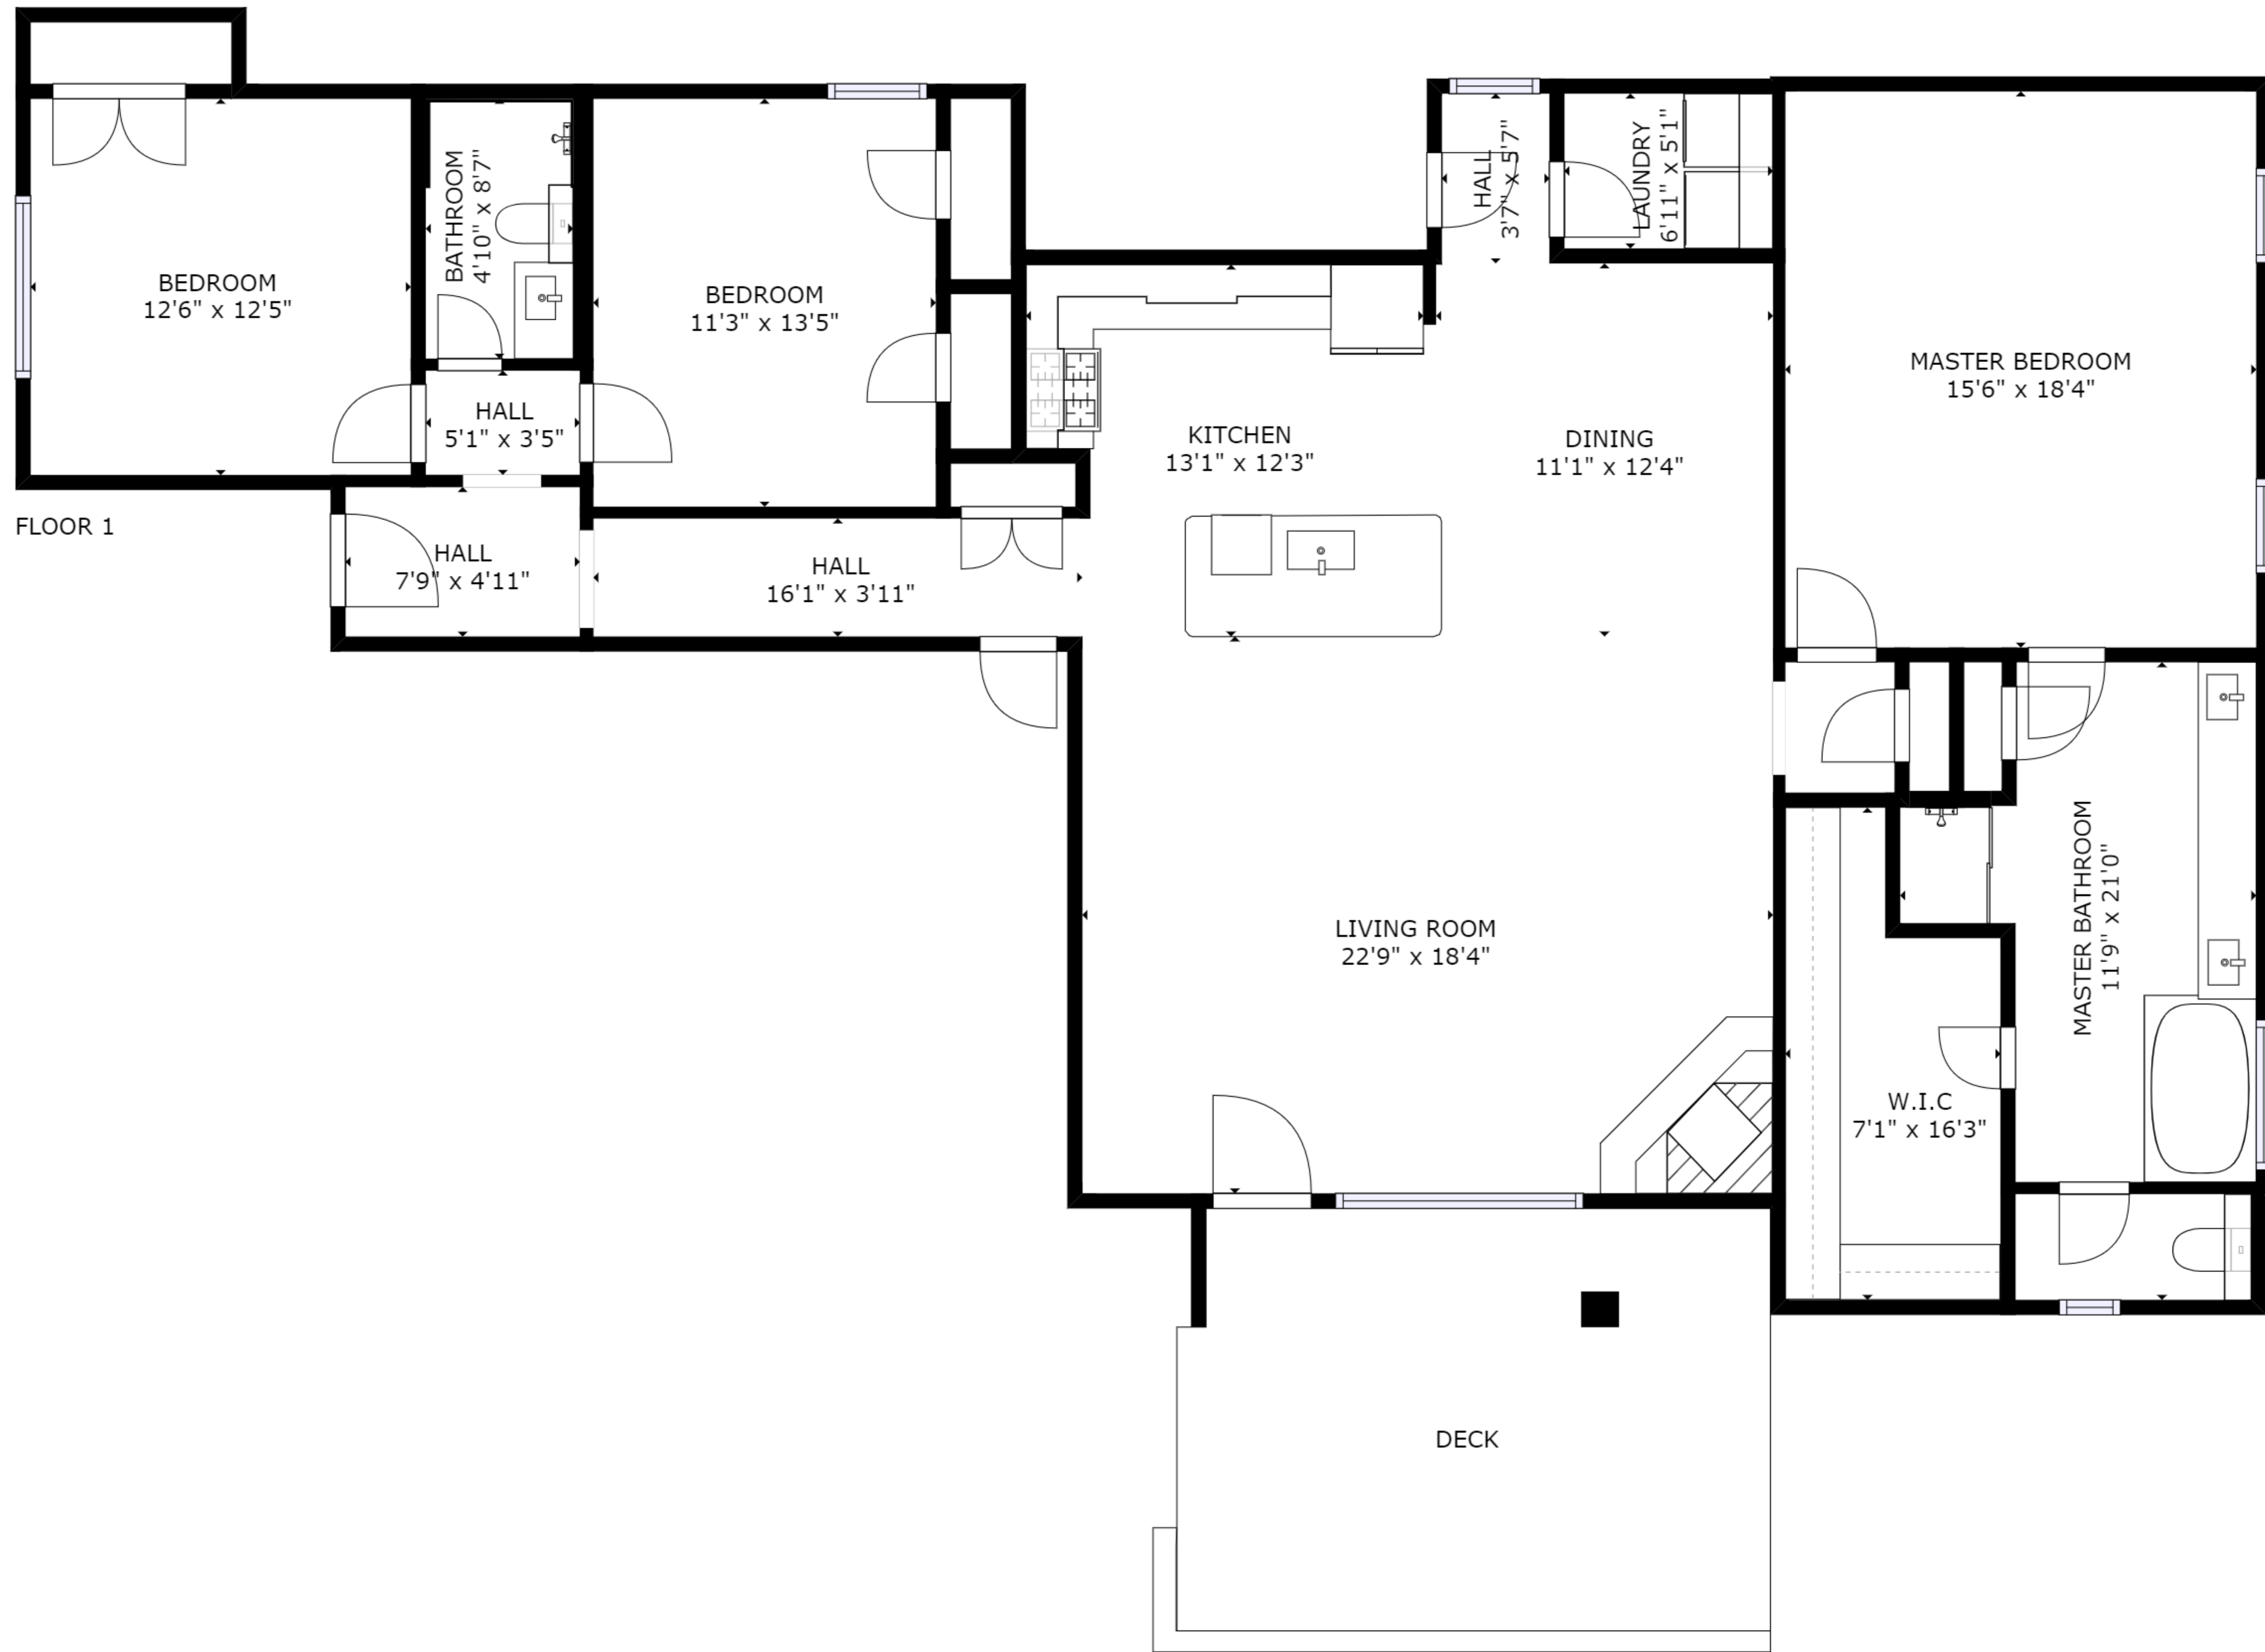 BATHROOM
4'10" x 8'7"
HALL
3'7" x 5'7"
LAUNDRY
6'11" x 5'1"
BEDROOM
12'6" x 12'5"
BEDROOM
11'3" x 13'5"
MASTER BEDROOM
15'6" x 18'4"
HALL
5'1" x 3'5"
KITCHEN
13'1" x 12'3"
DINING
11'1" x 12'4"
FLOOR 1
HALL
7'9" x 4'11"
HALL
16'1" x 3'11"
LIVING ROOM
22'9" x 18'4"
MASTER BATHROOM
11'9" x 21'0"
W.I.C
7'1" x 16'3"
DECK